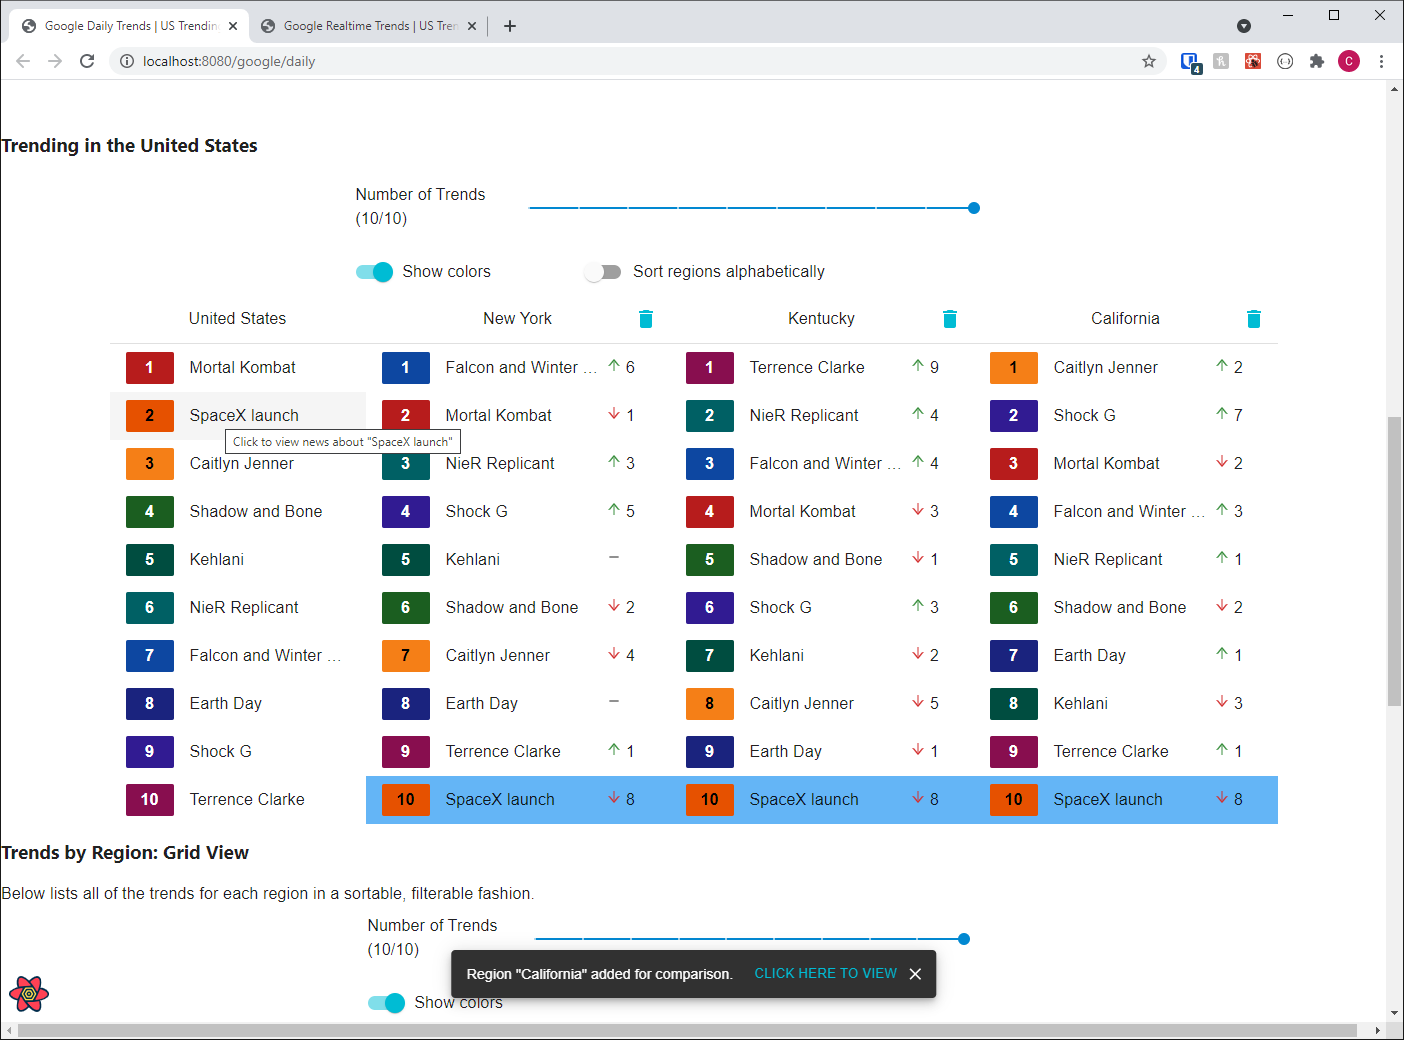 Google Daily Trends | US Trendin
Google Realtime Trends | US Tren
localhost:8080/google/daily
4
C
Trending in the United States
Number of Trends
(10/10)
Show colors
Sort regions alphabetically
United States New York Kentucky California
1 Mortal Kombat 1 Falcon and Winter ... 6 1 Terrence Clarke 9 1 Caitlyn Jenner 2
2 SpaceX launch 2 Mortal Kombat 1 2 NieR Replicant 4 2 Shock G 7
Click to view news about "SpaceX launch"
3 Caitlyn Jenner 3 NieR Replicant 3 3 Falcon and Winter ... 4 3 Mortal Kombat 2
4 Shadow and Bone 4 Shock G 5 4 Mortal Kombat 3 4 Falcon and Winter ... 3
5 Kehlani 5 Kehlani – 5 Shadow and Bone 1 5 NieR Replicant 1
6 NieR Replicant 6 Shadow and Bone 2 6 Shock G 3 6 Shadow and Bone 2
7 Falcon and Winter ... 7 Caitlyn Jenner 4 7 Kehlani 2 7 Earth Day 1
8 Earth Day 8 Earth Day – 8 Caitlyn Jenner 5 8 Kehlani 3
9 Shock G 9 Terrence Clarke 1 9 Earth Day 1 9 Terrence Clarke 1
10 Terrence Clarke 10 SpaceX launch 8 10 SpaceX launch 8 10 SpaceX launch 8
Trends by Region: Grid View
Below lists all of the trends for each region in a sortable, filterable fashion.
Number of Trends
(10/10)
Region "California" added for comparison. CLICK HERE TO VIEW
Show colors